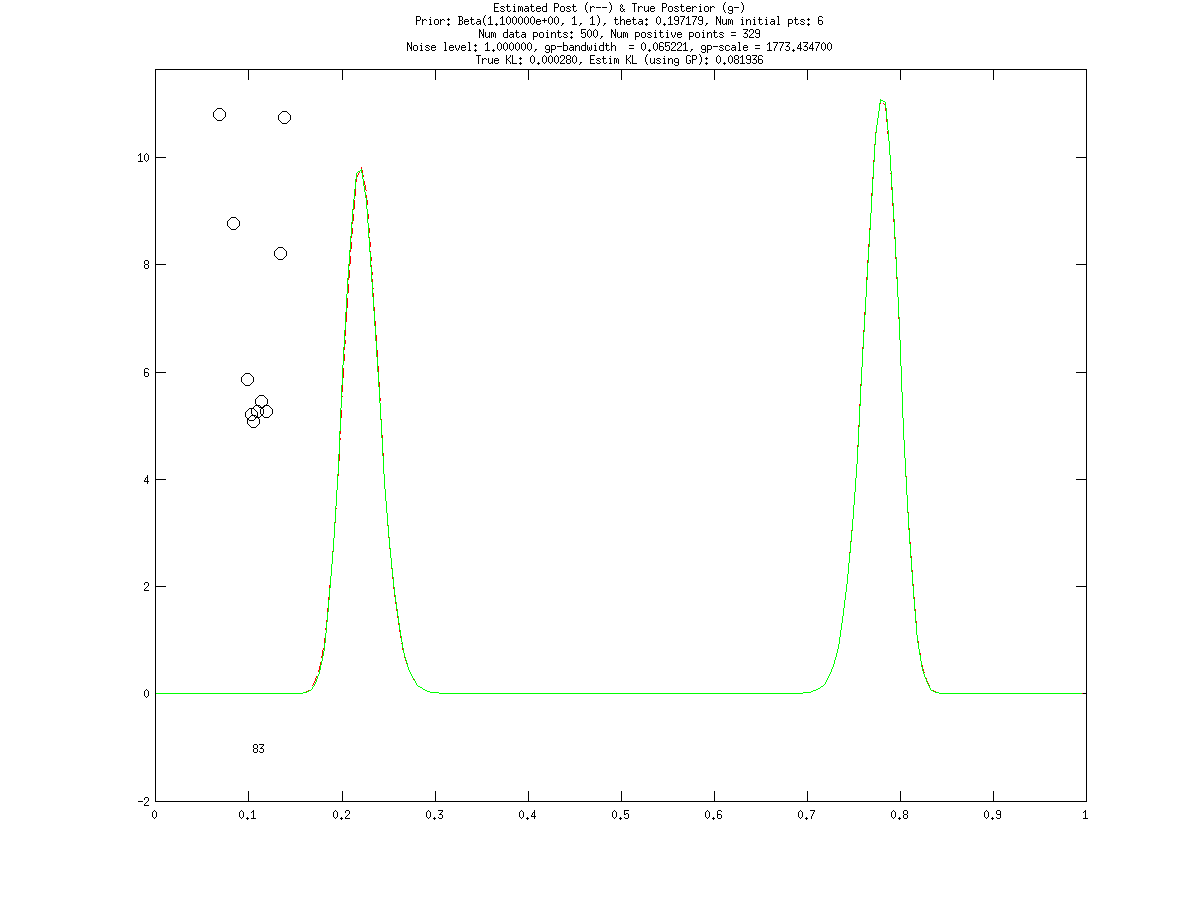 Estimated Post (r--) & True Posterior (g-)
Prior: Beta(1.100000e+00, 1, 1), theta: 0.197179, Num initial pts: 6
Num data points: 500, Num positive points = 329
Noise level: 1.000000, gp-bandwidth  = 0.065221, gp-scale = 1773.434700
True KL: 0.000280, Estim KL (using GP): 0.081936
10
8
6
4
2
0
83
-2
0 0.1 0.2 0.3 0.4 0.5 0.6 0.7 0.8 0.9 1